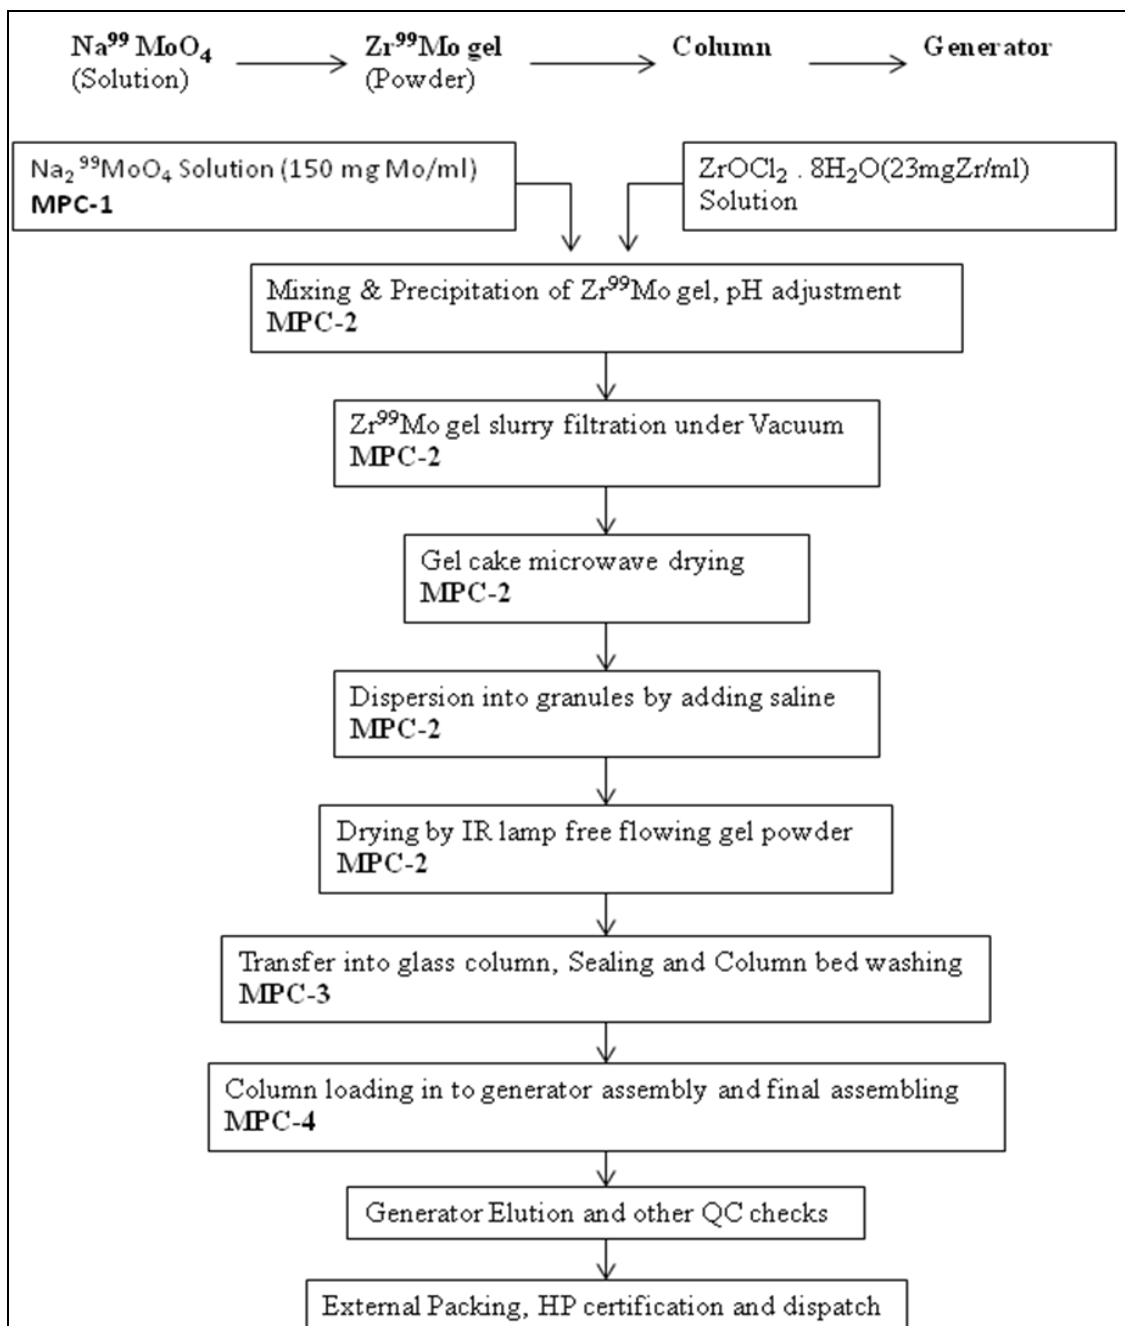 Na⁹⁹ MoO₄ Zr⁹⁹Mo gel Column Generator
(Solution) (Powder)
Na₂ ⁹⁹MoO₄ Solution (150 mg Mo/ml)
MPC-1
ZrOCl₂ . 8H₂O(23mgZr/ml)
Solution
Mixing & Precipitation of Zr⁹⁹Mo gel, pH adjustment
MPC-2
Zr⁹⁹Mo gel slurry filtration under Vacuum
MPC-2
Gel cake microwave drying
MPC-2
Dispersion into granules by adding saline
MPC-2
Drying by IR lamp free flowing gel powder
MPC-2
Transfer into glass column, Sealing and Column bed washing
MPC-3
Column loading in to generator assembly and final assembling
MPC-4
Generator Elution and other QC checks
External Packing, HP certification and dispatch